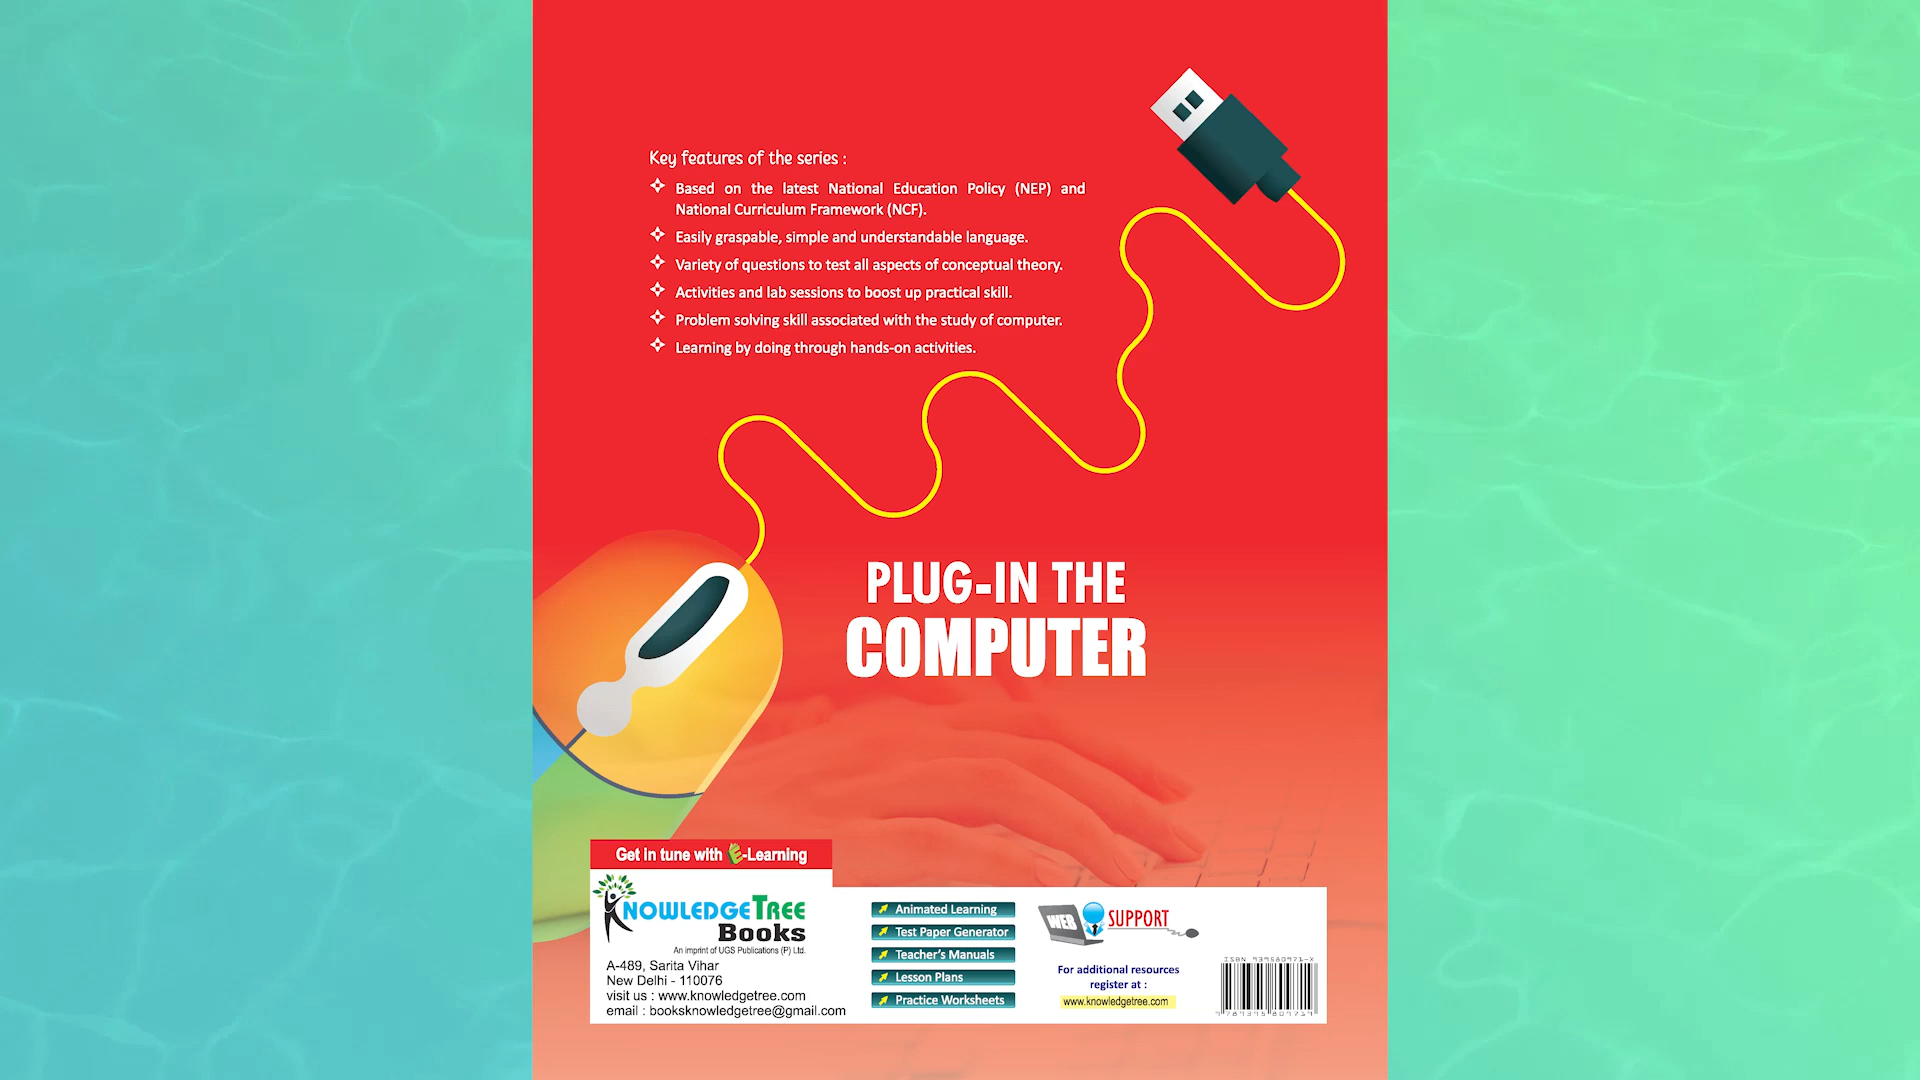 Key features of the series :
Based on the latest National Education Policy (NEP) and
National Curriculum Framework (NCF).
Easily graspable, simple and understandable language.
Variety of questions to test all aspects of conceptual theory.
Activities and lab sessions to boost up practical skill.
Problem solving skill associated with the study of computer.
Learning by doing through hands-on activities.
PLUG-IN THE
COMPUTER
Get in tune with E-Learning
KNOWLEDGETREE
Books
An imprint of UGS Publications (P) Ltd.
A-489, Sarita Vihar
New Delhi - 110076
visit us : www.knowledgetree.com
email : booksknowledgetree@gmail.com
Animated Learning
Test Paper Generator
Teacher's Manuals
Lesson Plans
Practice Worksheets
WEB SUPPORT
For additional resources
register at :
www.knowledgetree.com
ISBN 939580971-X
9789395809719